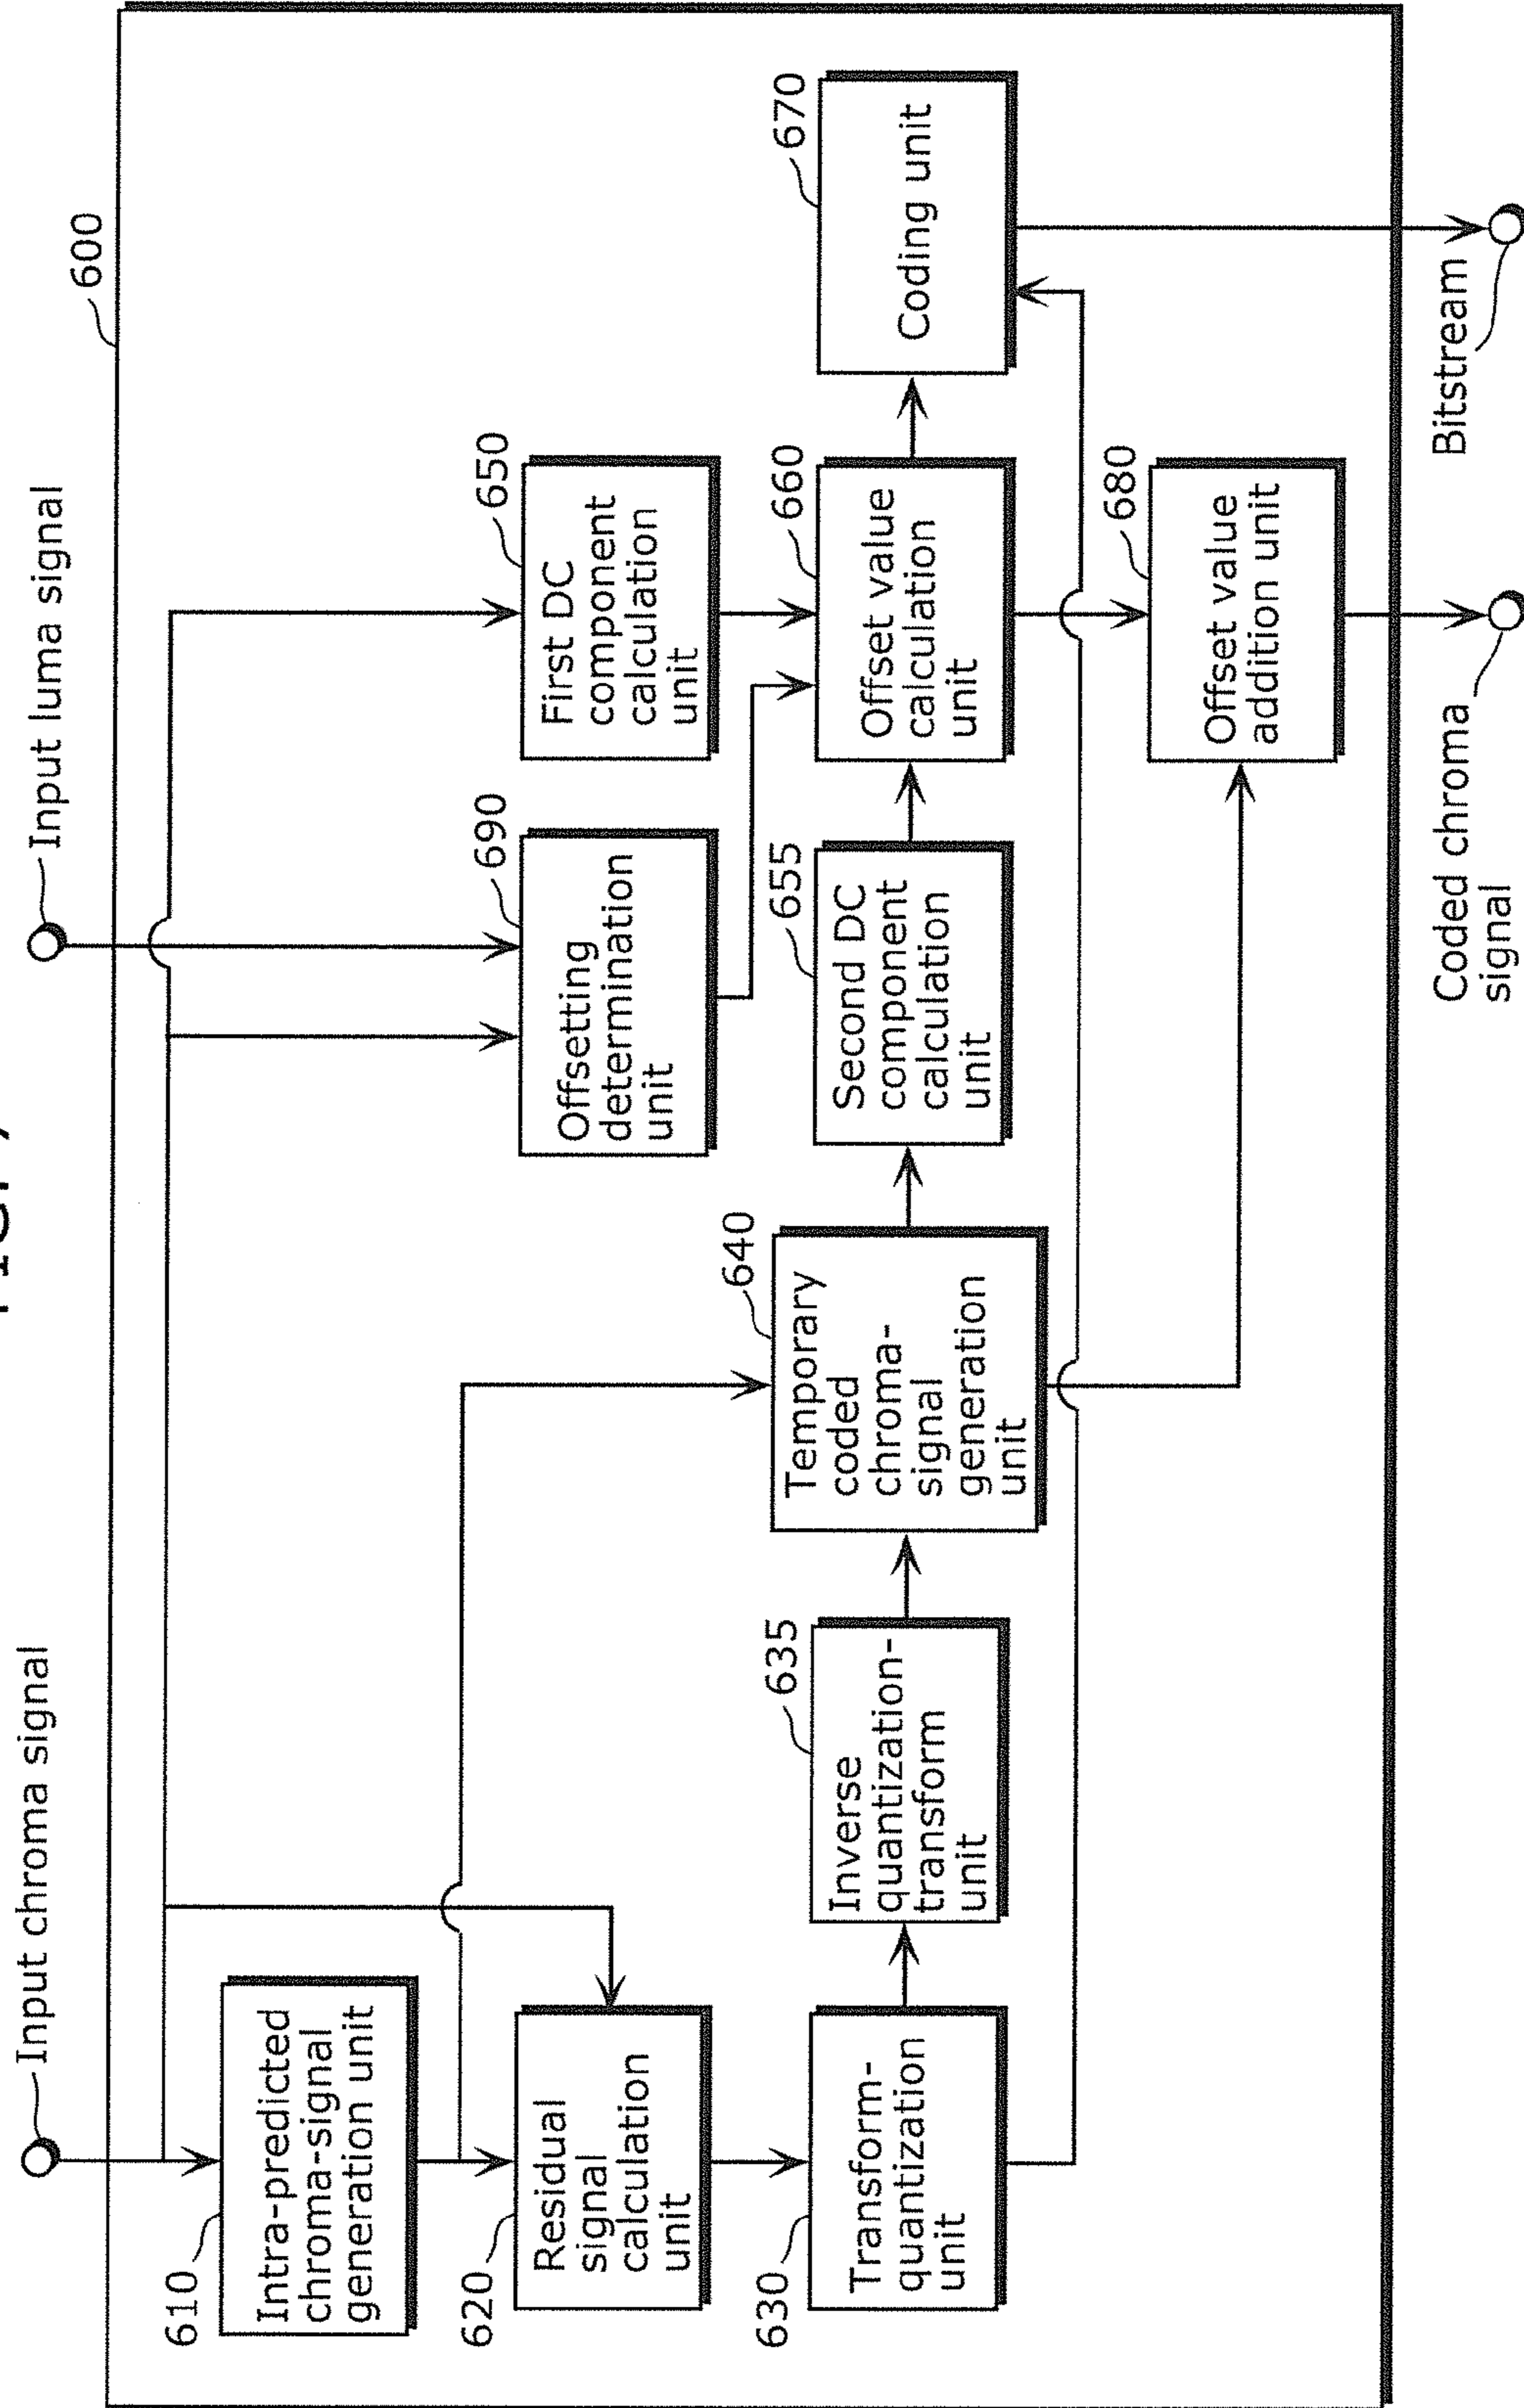 Input chroma signal
Input luma signal
600
610
Intra-predicted
chroma-signal
generation unit
690
Offsetting
determination
unit
650
First DC
component
calculation
unit
620
Residual
signal
calculation
unit
630
Transform-
quantization
unit
635
Inverse
quantization-
transform
unit
640
Temporary
coded
chroma-
signal
generation
unit
655
Second DC
component
calculation
unit
660
Offset value
calculation
unit
670
Coding unit
680
Offset value
addition unit
Coded chroma
signal
Bitstream